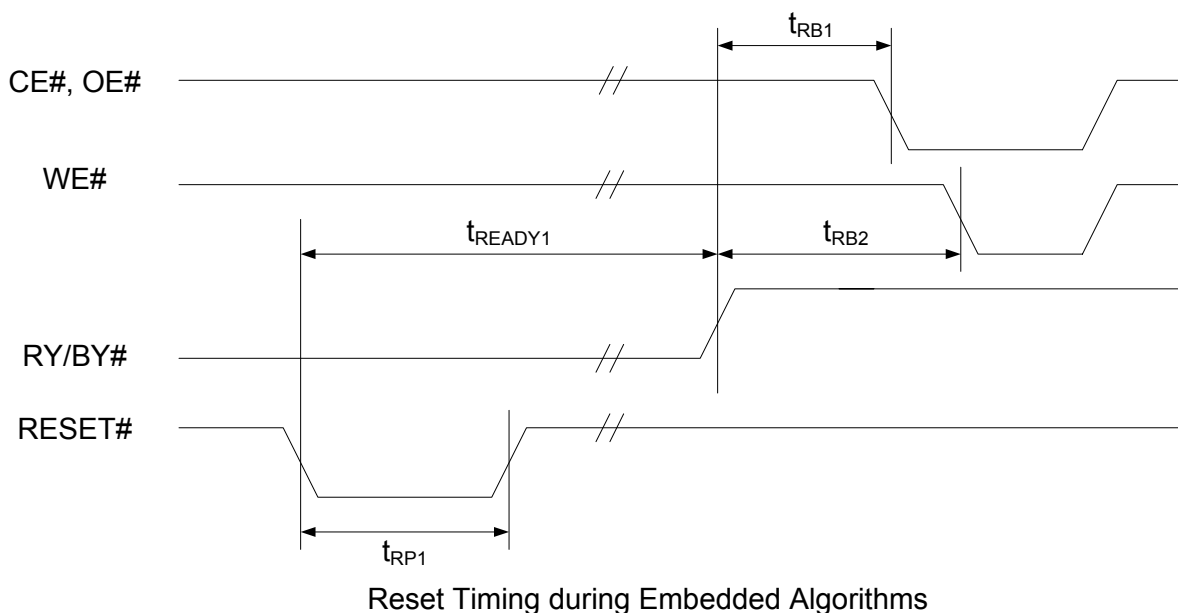 tRB1
CE#, OE#
WE#
tREADY1
tRB2
RY/BY#
RESET#
tRP1
Reset Timing during Embedded Algorithms